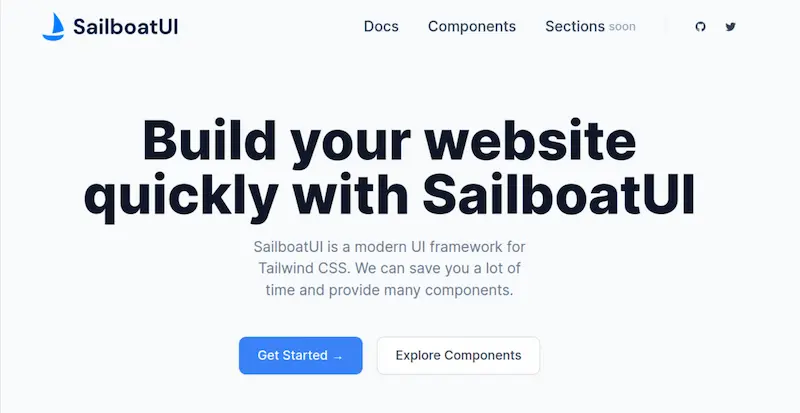 SailboatUI
Docs Components Sections soon
Build your website
quickly with SailboatUI
SailboatUI is a modern UI framework for
Tailwind CSS. We can save you a lot of
time and provide many components.
Get Started →
Explore Components